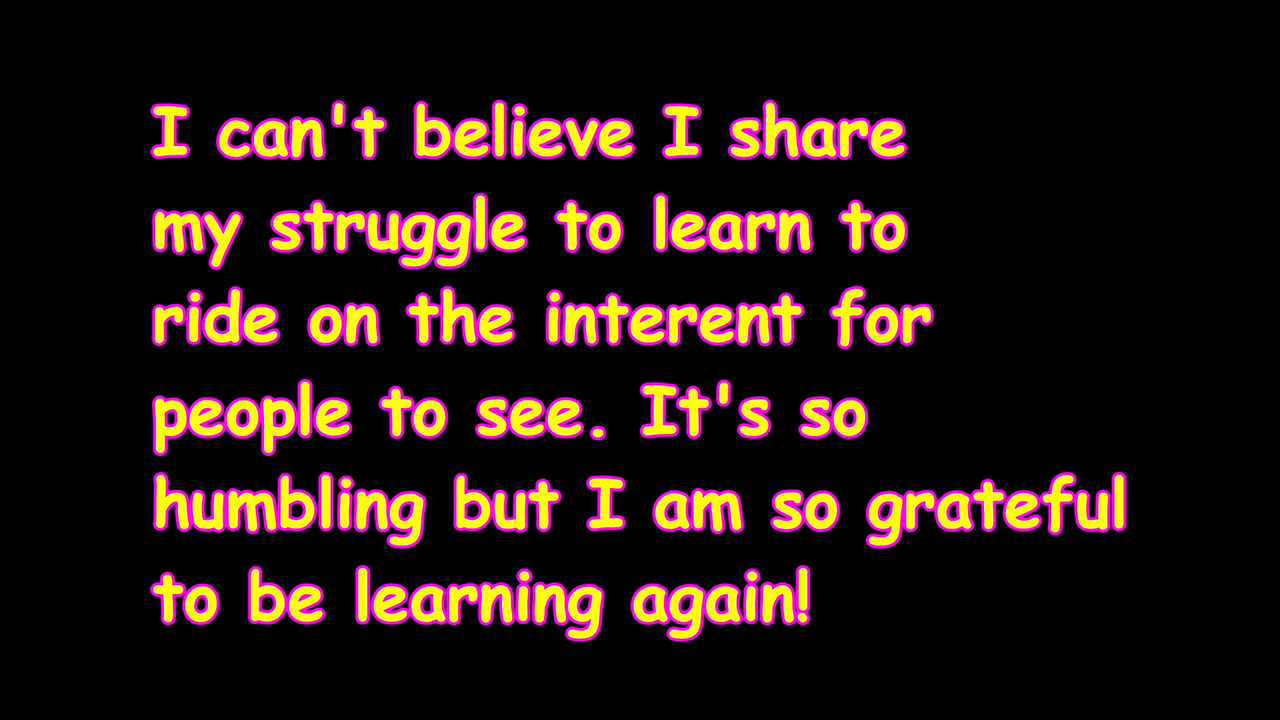 I can't believe I share
my struggle to learn to
ride on the interent for
people to see. It's so
humbling but I am so grateful
to be learning again!